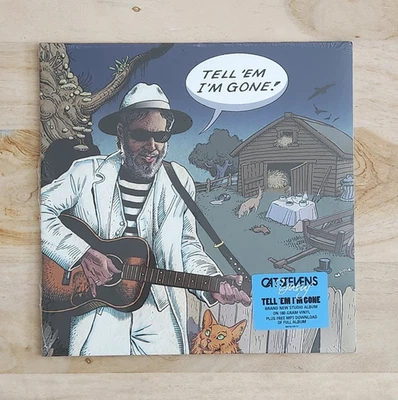 TELL 'EM
I'M GONE!
CAT STEVENS
Yusuf
TELL 'EM I'M GONE
BRAND NEW STUDIO ALBUM
ON 180 GRAM VINYL
PLUS FREE MP3 DOWNLOAD
OF FULL ALBUM